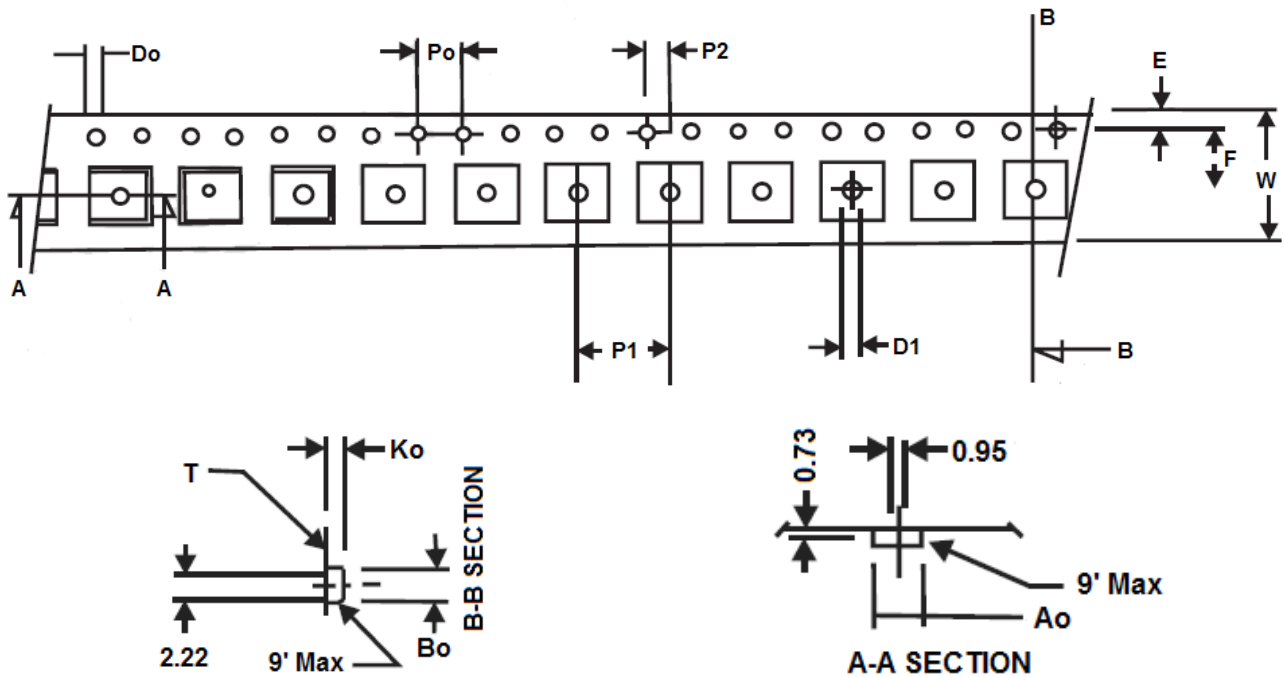 B
Do
Po
P2
E
F
W
A
A
P1
D1
B
Ko
T
B-B SECTION
Bo
2.22
9' Max
0.73
0.95
9' Max
Ao
A-A SECTION